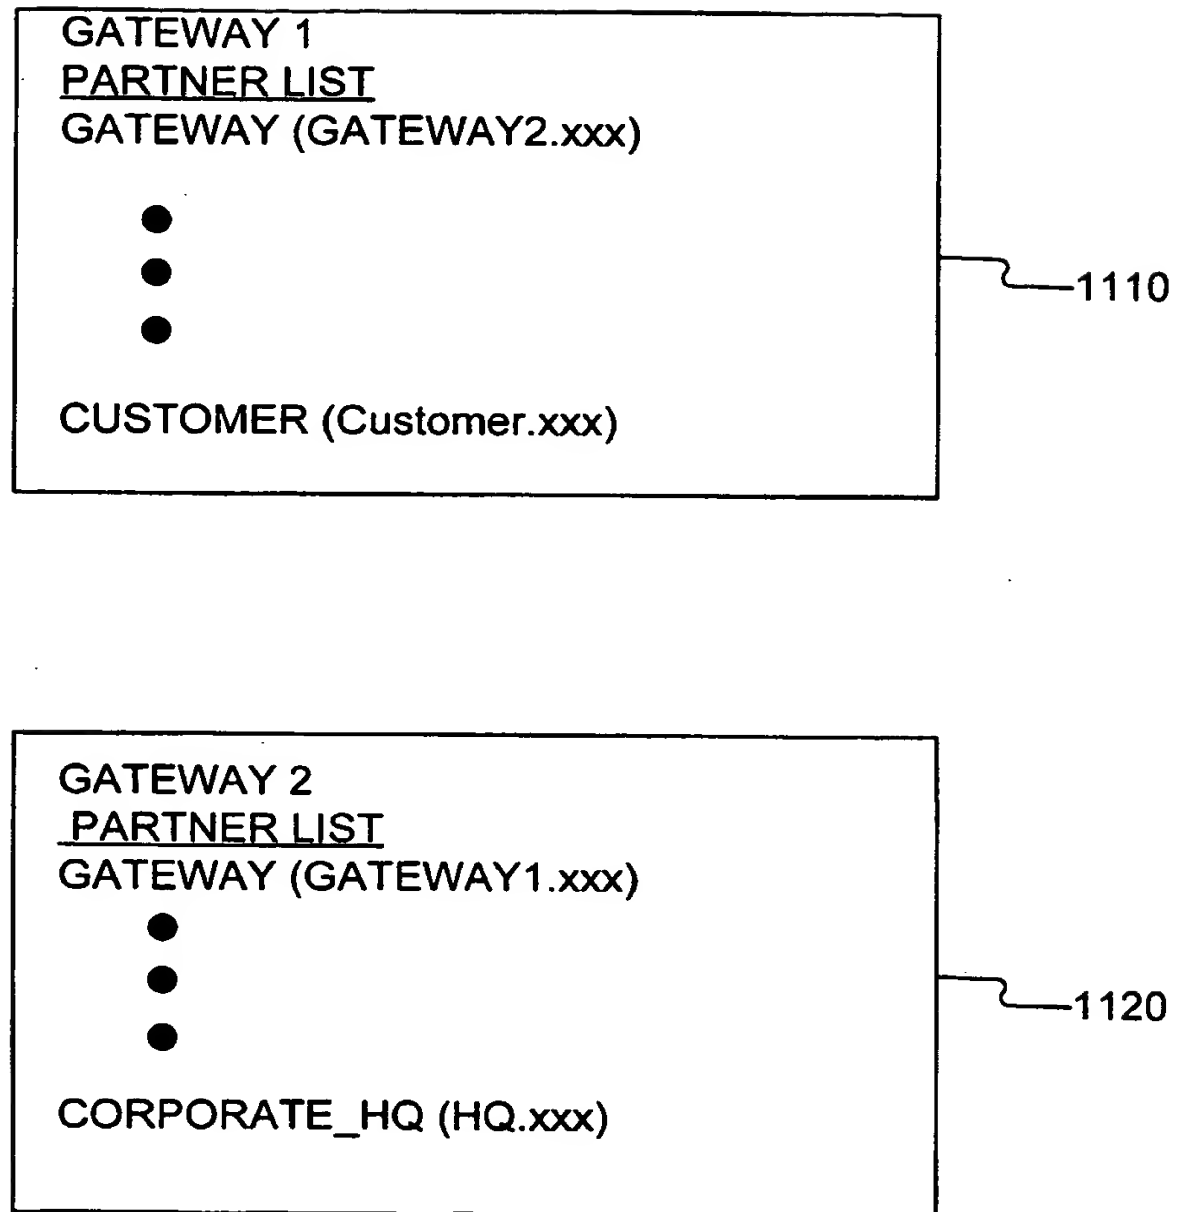 GATEWAY 1
PARTNER LIST
GATEWAY (GATEWAY2.xxx)
CUSTOMER (Customer.xxx)
1110
GATEWAY 2
PARTNER LIST
GATEWAY (GATEWAY1.xxx)
CORPORATE_HQ (HQ.xxx)
1120